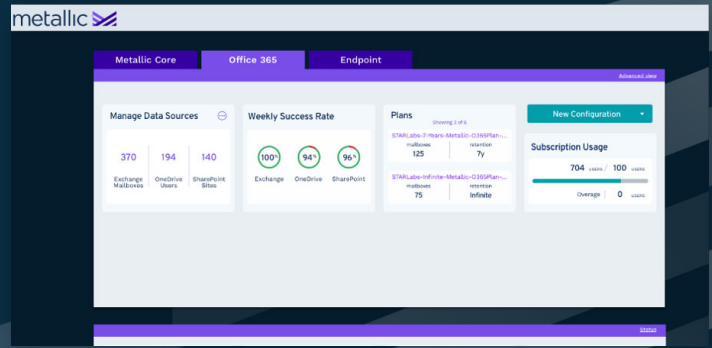 metallic
Metallic Core
Office 365
Endpoint
Advanced view
Manage Data Sources
370
194
140
Exchange Mailboxes
OneDrive Users
SharePoint Sites
Weekly Success Rate
100%
94%
96%
Exchange
OneDrive
SharePoint
Plans
Showing 2 of 6
STARLabs-7-Years-Metallic-O365Plan-...
mailboxes
retention
125
7y
STARLabs-Infinite-Metallic-O365Plan-...
mailboxes
retention
75
Infinite
New Configuration
Subscription Usage
704 users / 100 users
Overage | 0 users
Status